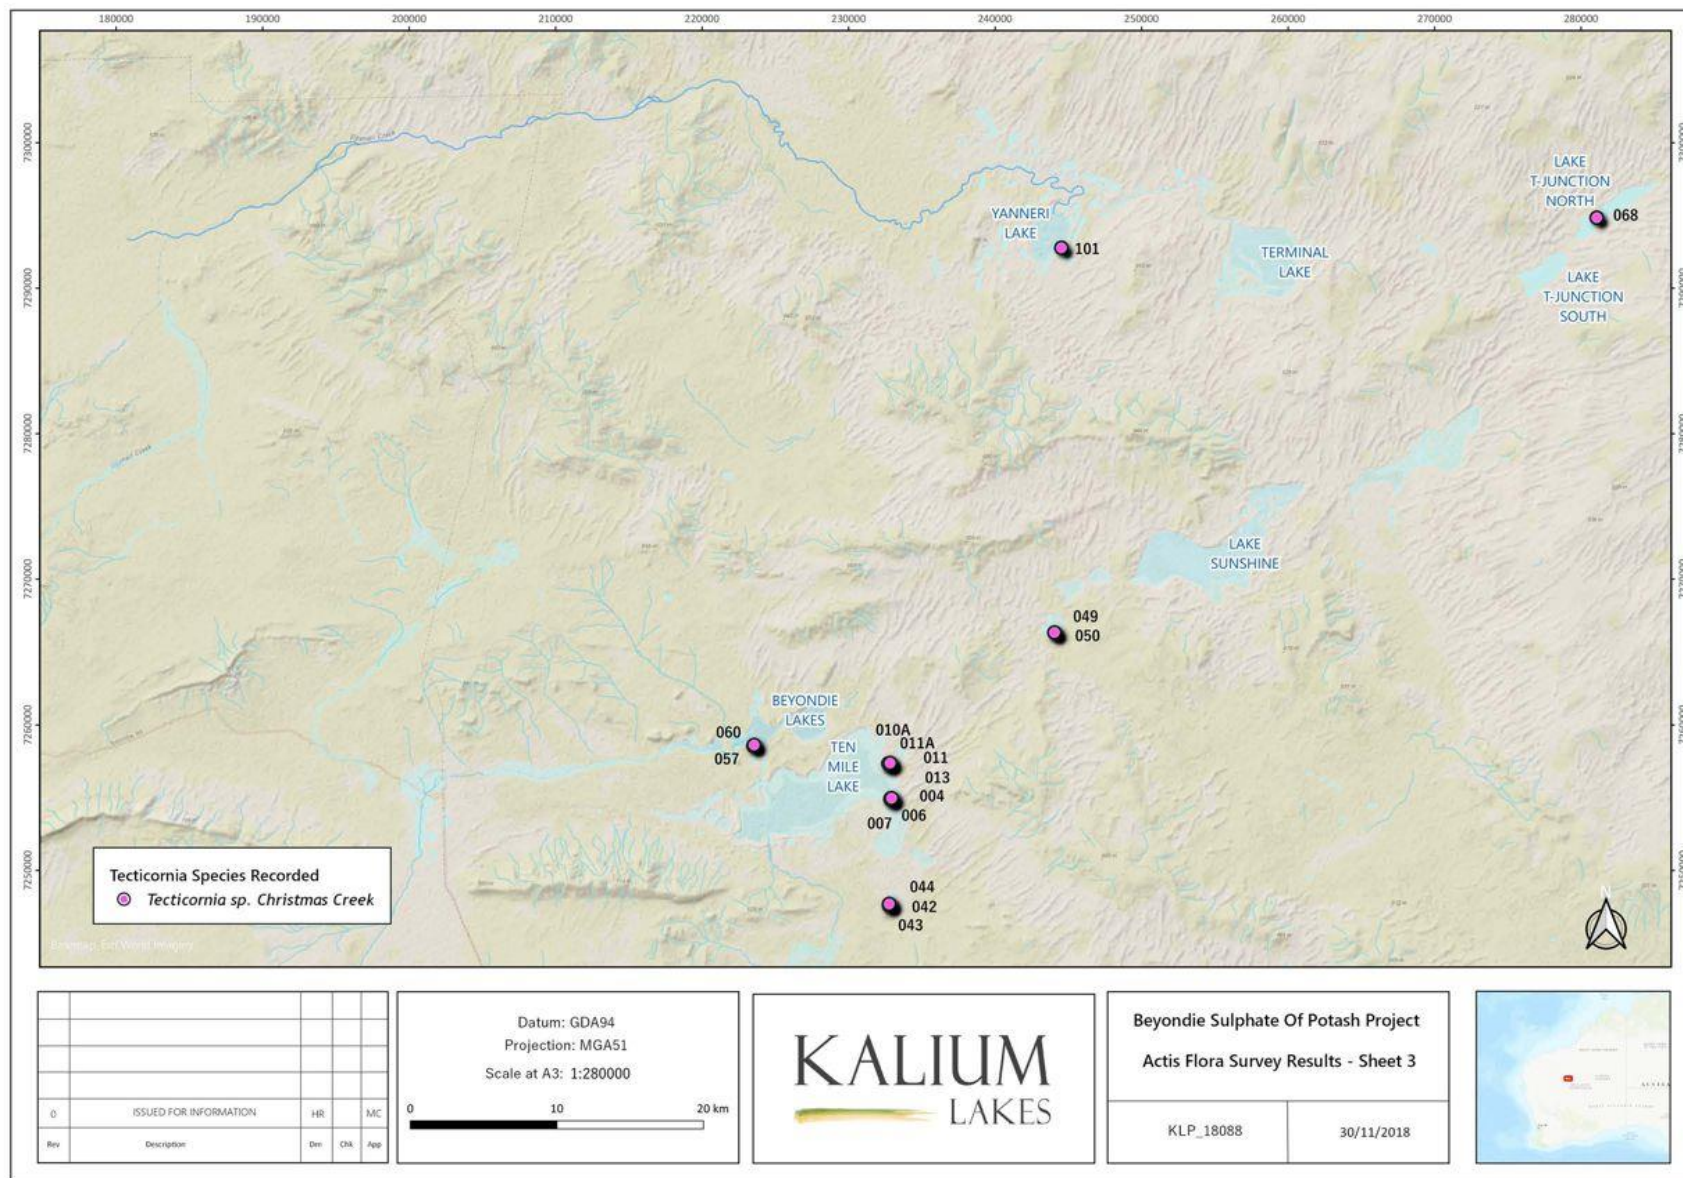 180000 190000 200000 210000 220000 230000 240000 250000 260000 270000 280000
7300000
7290000
7280000
7270000
7260000
7250000
LAKE
T-JUNCTION
NORTH
068
YANNERI
LAKE
101
TERMINAL
LAKE
LAKE
T-JUNCTION
SOUTH
LAKE
SUNSHINE
049
050
BEYONDIE
LAKES
060
057
TEN
MILE
LAKE
010A
011A
011
013
004
006
007
044
042
043
Tecticornia Species Recorded
Tecticornia sp. Christmas Creek
Basemap: Esri World Imagery
N
0 ISSUED FOR INFORMATION HR MC
Rev Description Drn Chk App
Datum: GDA94
Projection: MGA51
Scale at A3: 1:280000
0 10 20 km
KALIUM
LAKES
Beyondie Sulphate Of Potash Project
Actis Flora Survey Results - Sheet 3
KLP_18088 30/11/2018